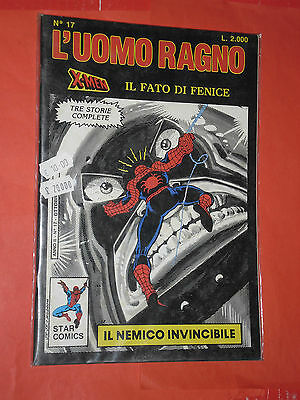 N° 17
L. 2.000
L'UOMO RAGNO
X-MEN
IL FATO DI FENICE
TRE STORIE
COMPLETE
STAR
COMICS
IL NEMICO INVINCIBILE